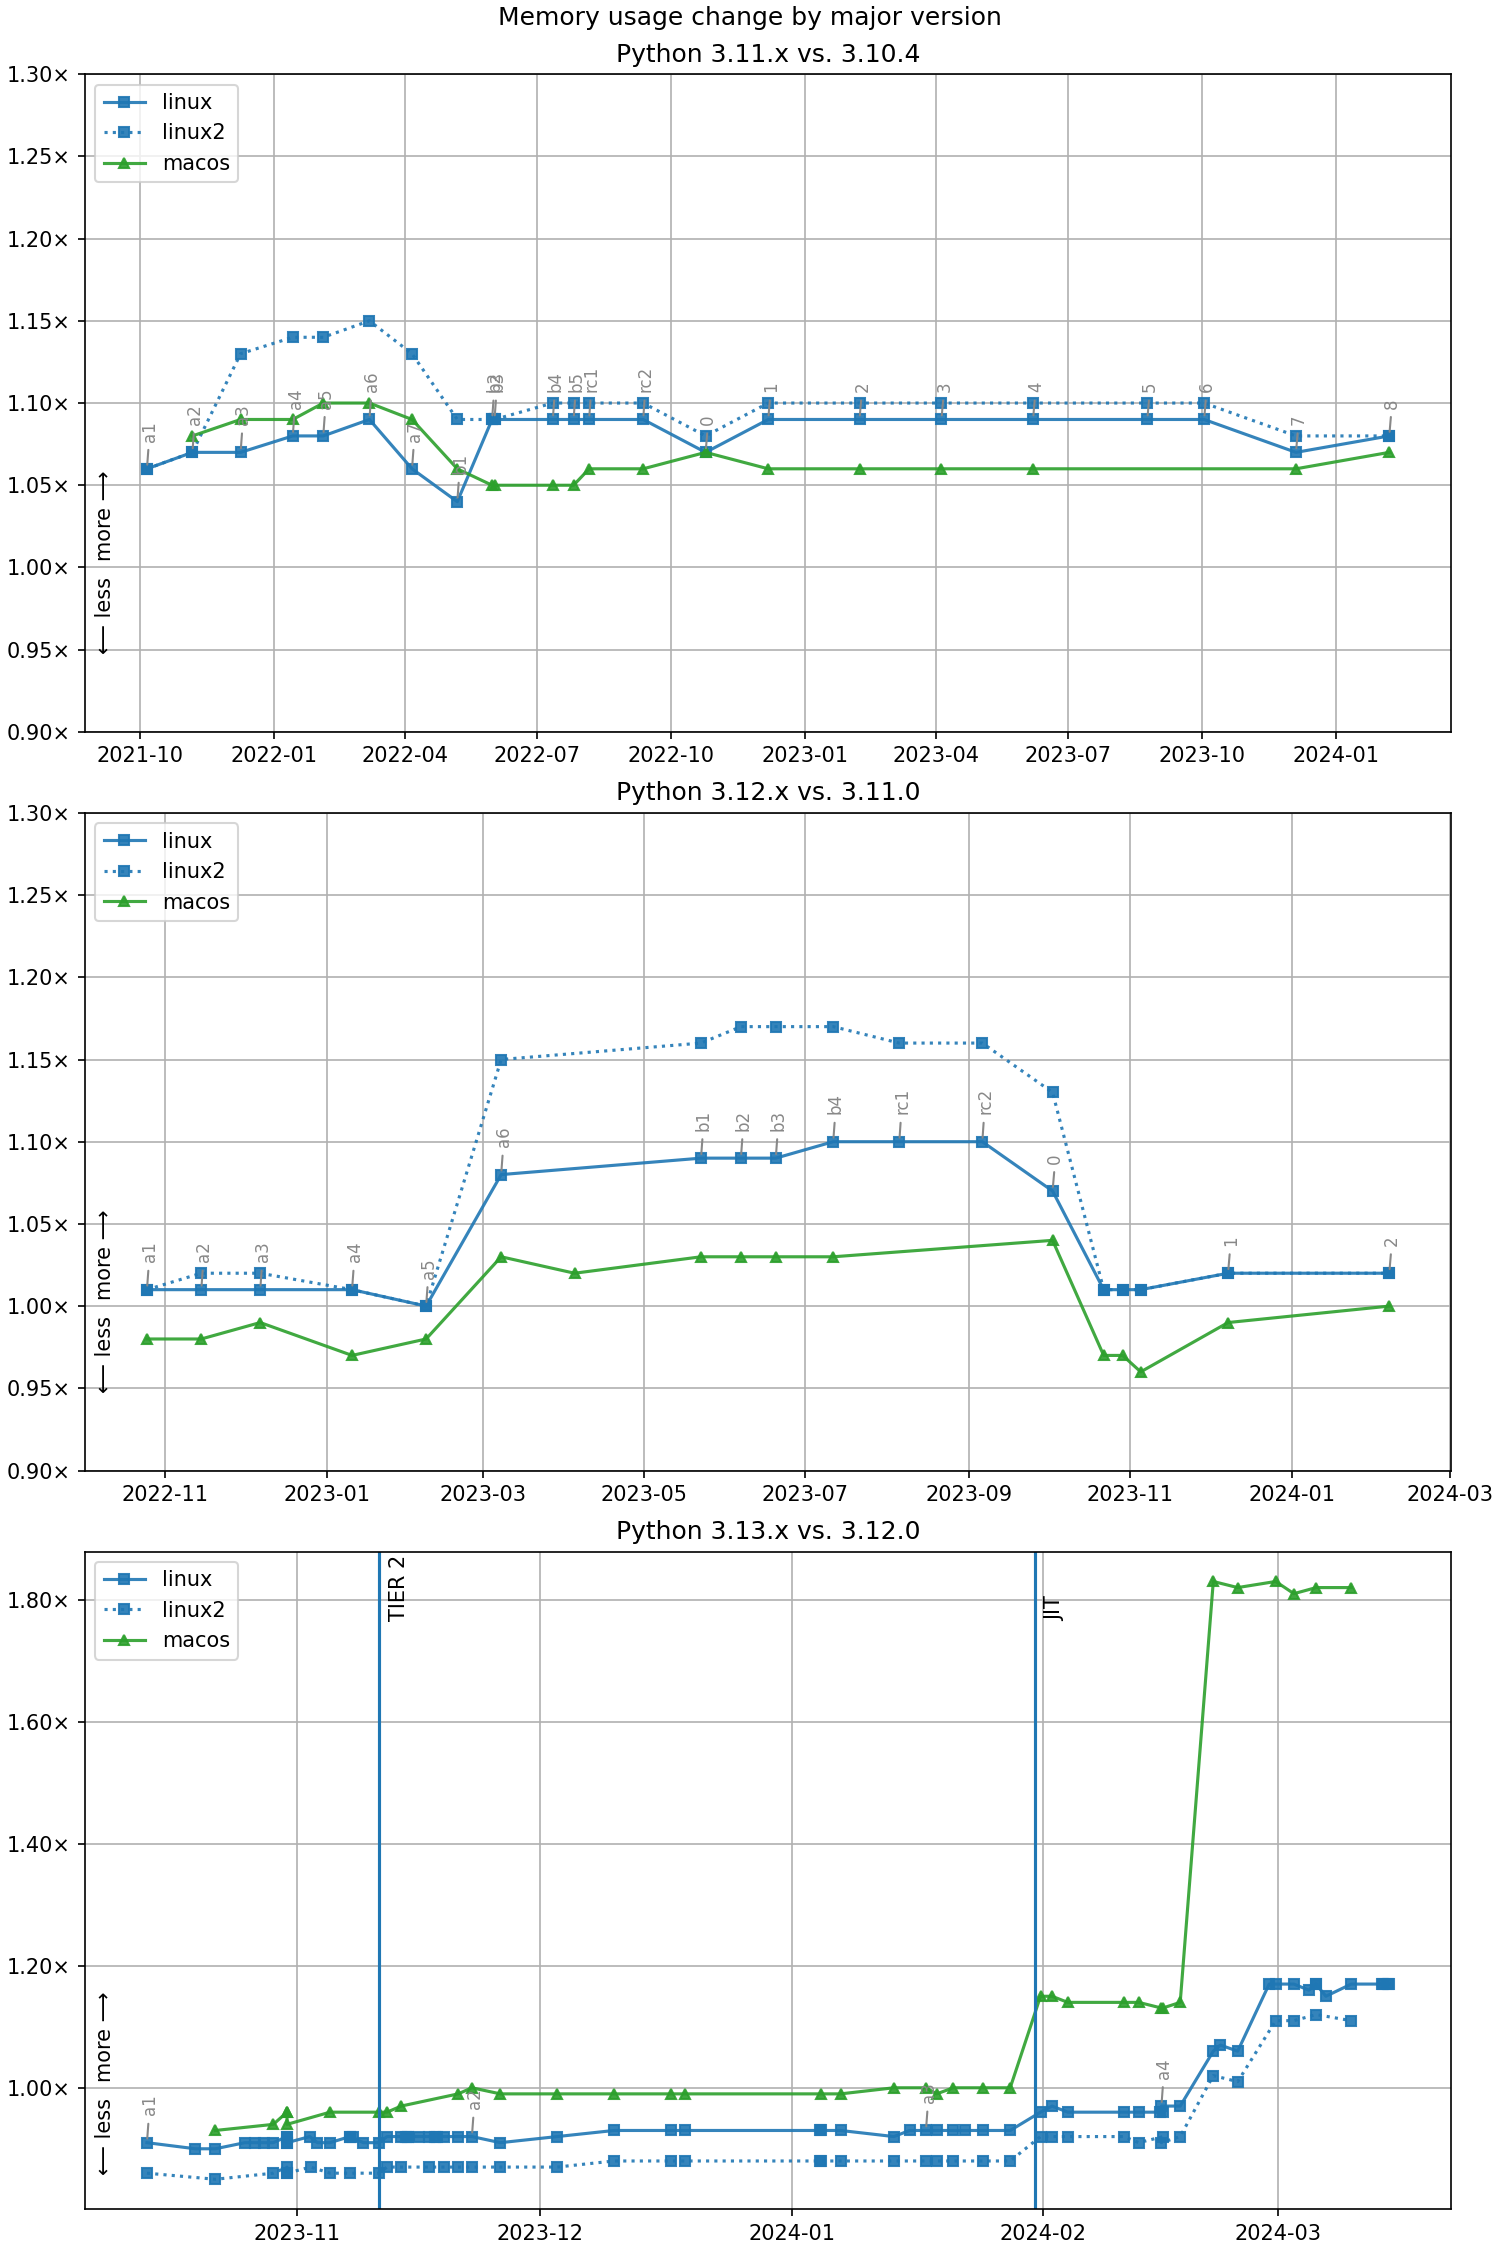 Memory usage change by major version
Python 3.11.x vs. 3.10.4
1.30×
1.25×
1.20×
1.15×
1.10×
1.05×
1.00×
0.95×
0.90×
linux
linux2
macos
a1
a2
a3
a4
a5
a6
a7
b1
b3
b4
b5
rc1
rc2
0
1
2
3
4
5
6
7
8
⟵ less   more ⟶
2021-10
2022-01
2022-04
2022-07
2022-10
2023-01
2023-04
2023-07
2023-10
2024-01
Python 3.12.x vs. 3.11.0
1.30×
1.25×
1.20×
1.15×
1.10×
1.05×
1.00×
0.95×
0.90×
linux
linux2
macos
a1
a2
a3
a4
a5
a6
b1
b2
b3
b4
rc1
rc2
0
1
2
⟵ less   more ⟶
2022-11
2023-01
2023-03
2023-05
2023-07
2023-09
2023-11
2024-01
2024-03
Python 3.13.x vs. 3.12.0
1.80×
1.60×
1.40×
1.20×
1.00×
linux
linux2
macos
TIER 2
JIT
a1
a2
a4
⟵ less   more ⟶
2023-11
2023-12
2024-01
2024-02
2024-03